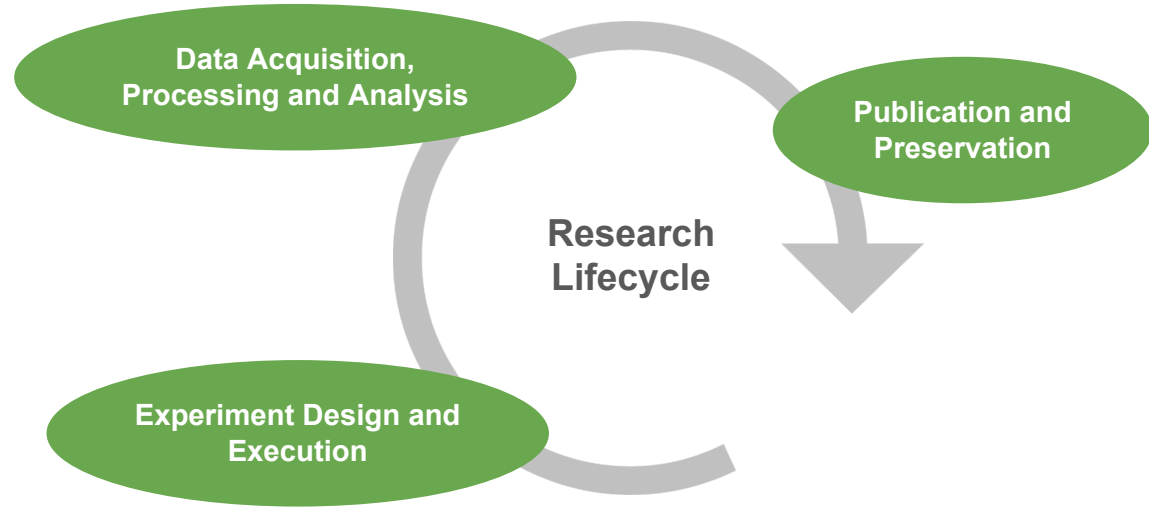 Data Acquisition,
Processing and Analysis
Publication and
Preservation
Research
Lifecycle
Experiment Design and
Execution